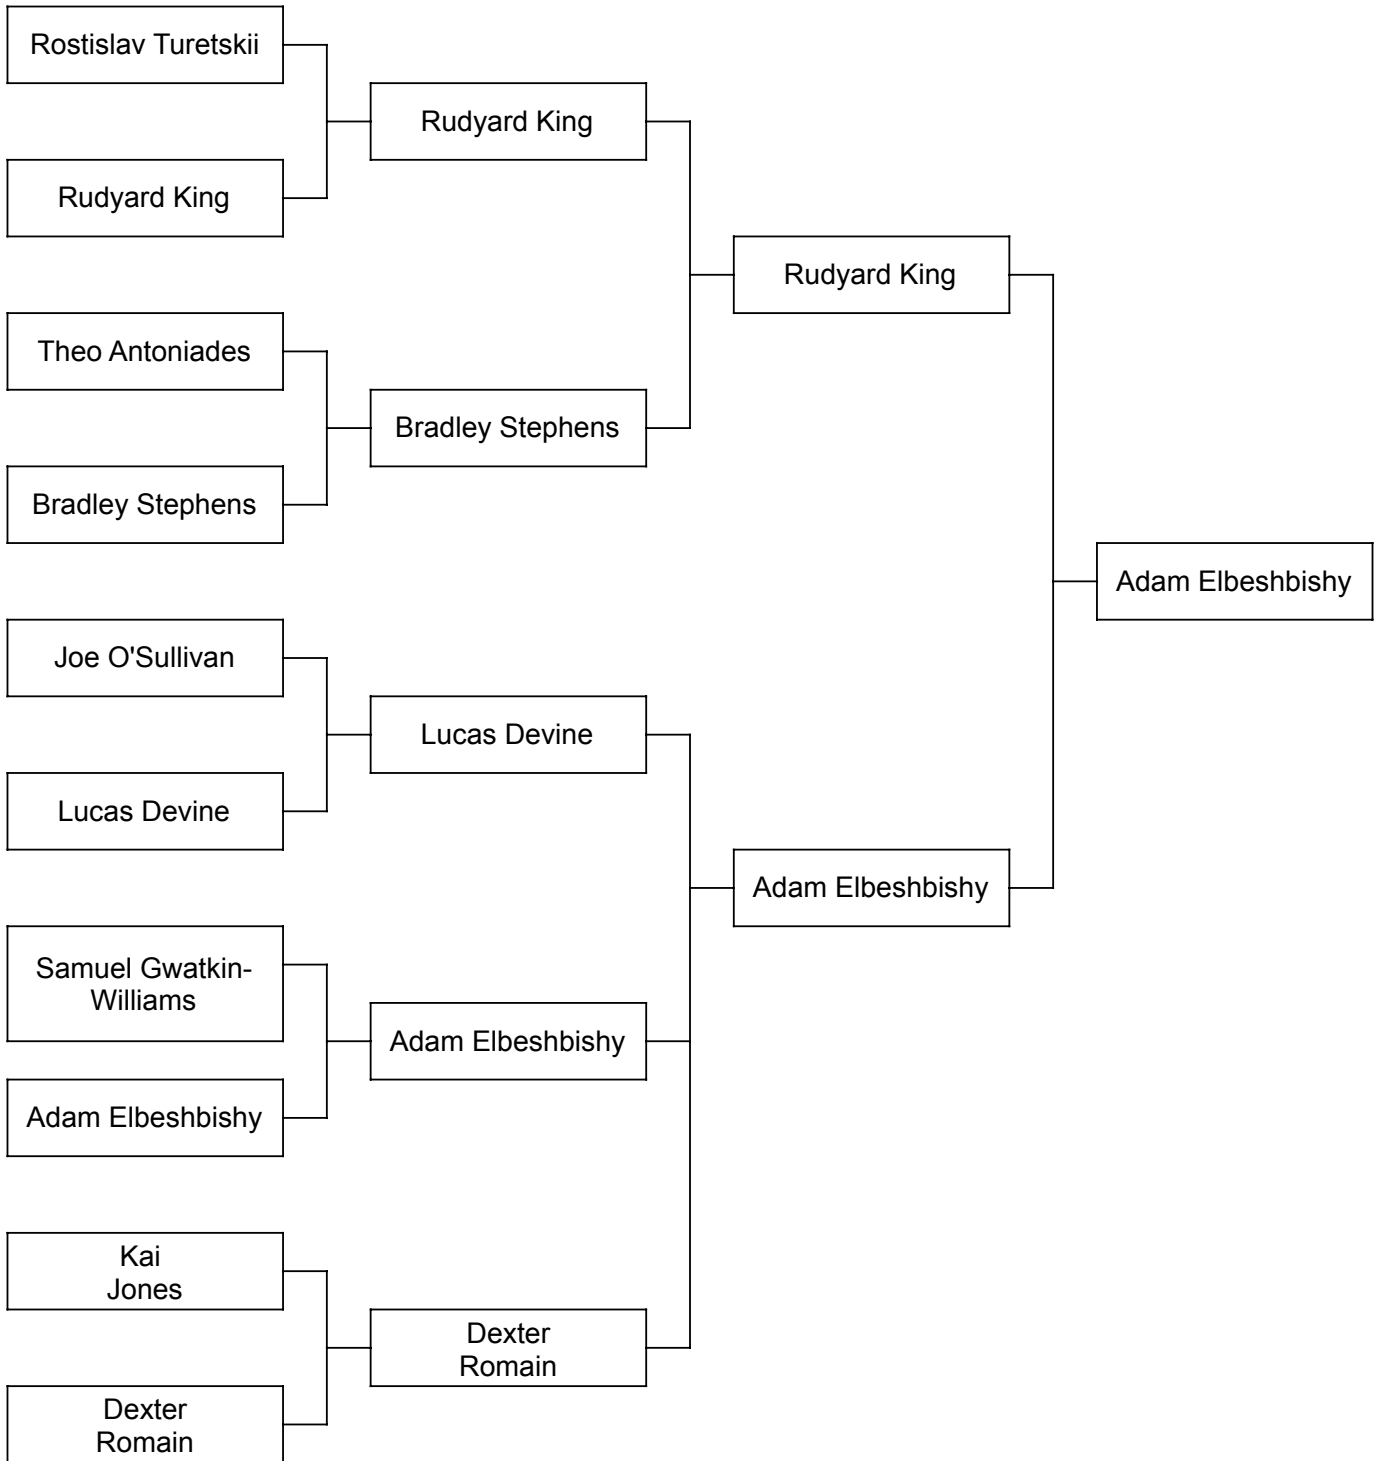 Rostislav Turetskii
Rudyard King
Rudyard King
Rudyard King
Theo Antoniades
Bradley Stephens
Bradley Stephens
Adam Elbeshbishy
Joe O'Sullivan
Lucas Devine
Lucas Devine
Adam Elbeshbishy
Samuel Gwatkin-
Williams
Adam Elbeshbishy
Adam Elbeshbishy
Kai
Jones
Dexter
Romain
Dexter
Romain